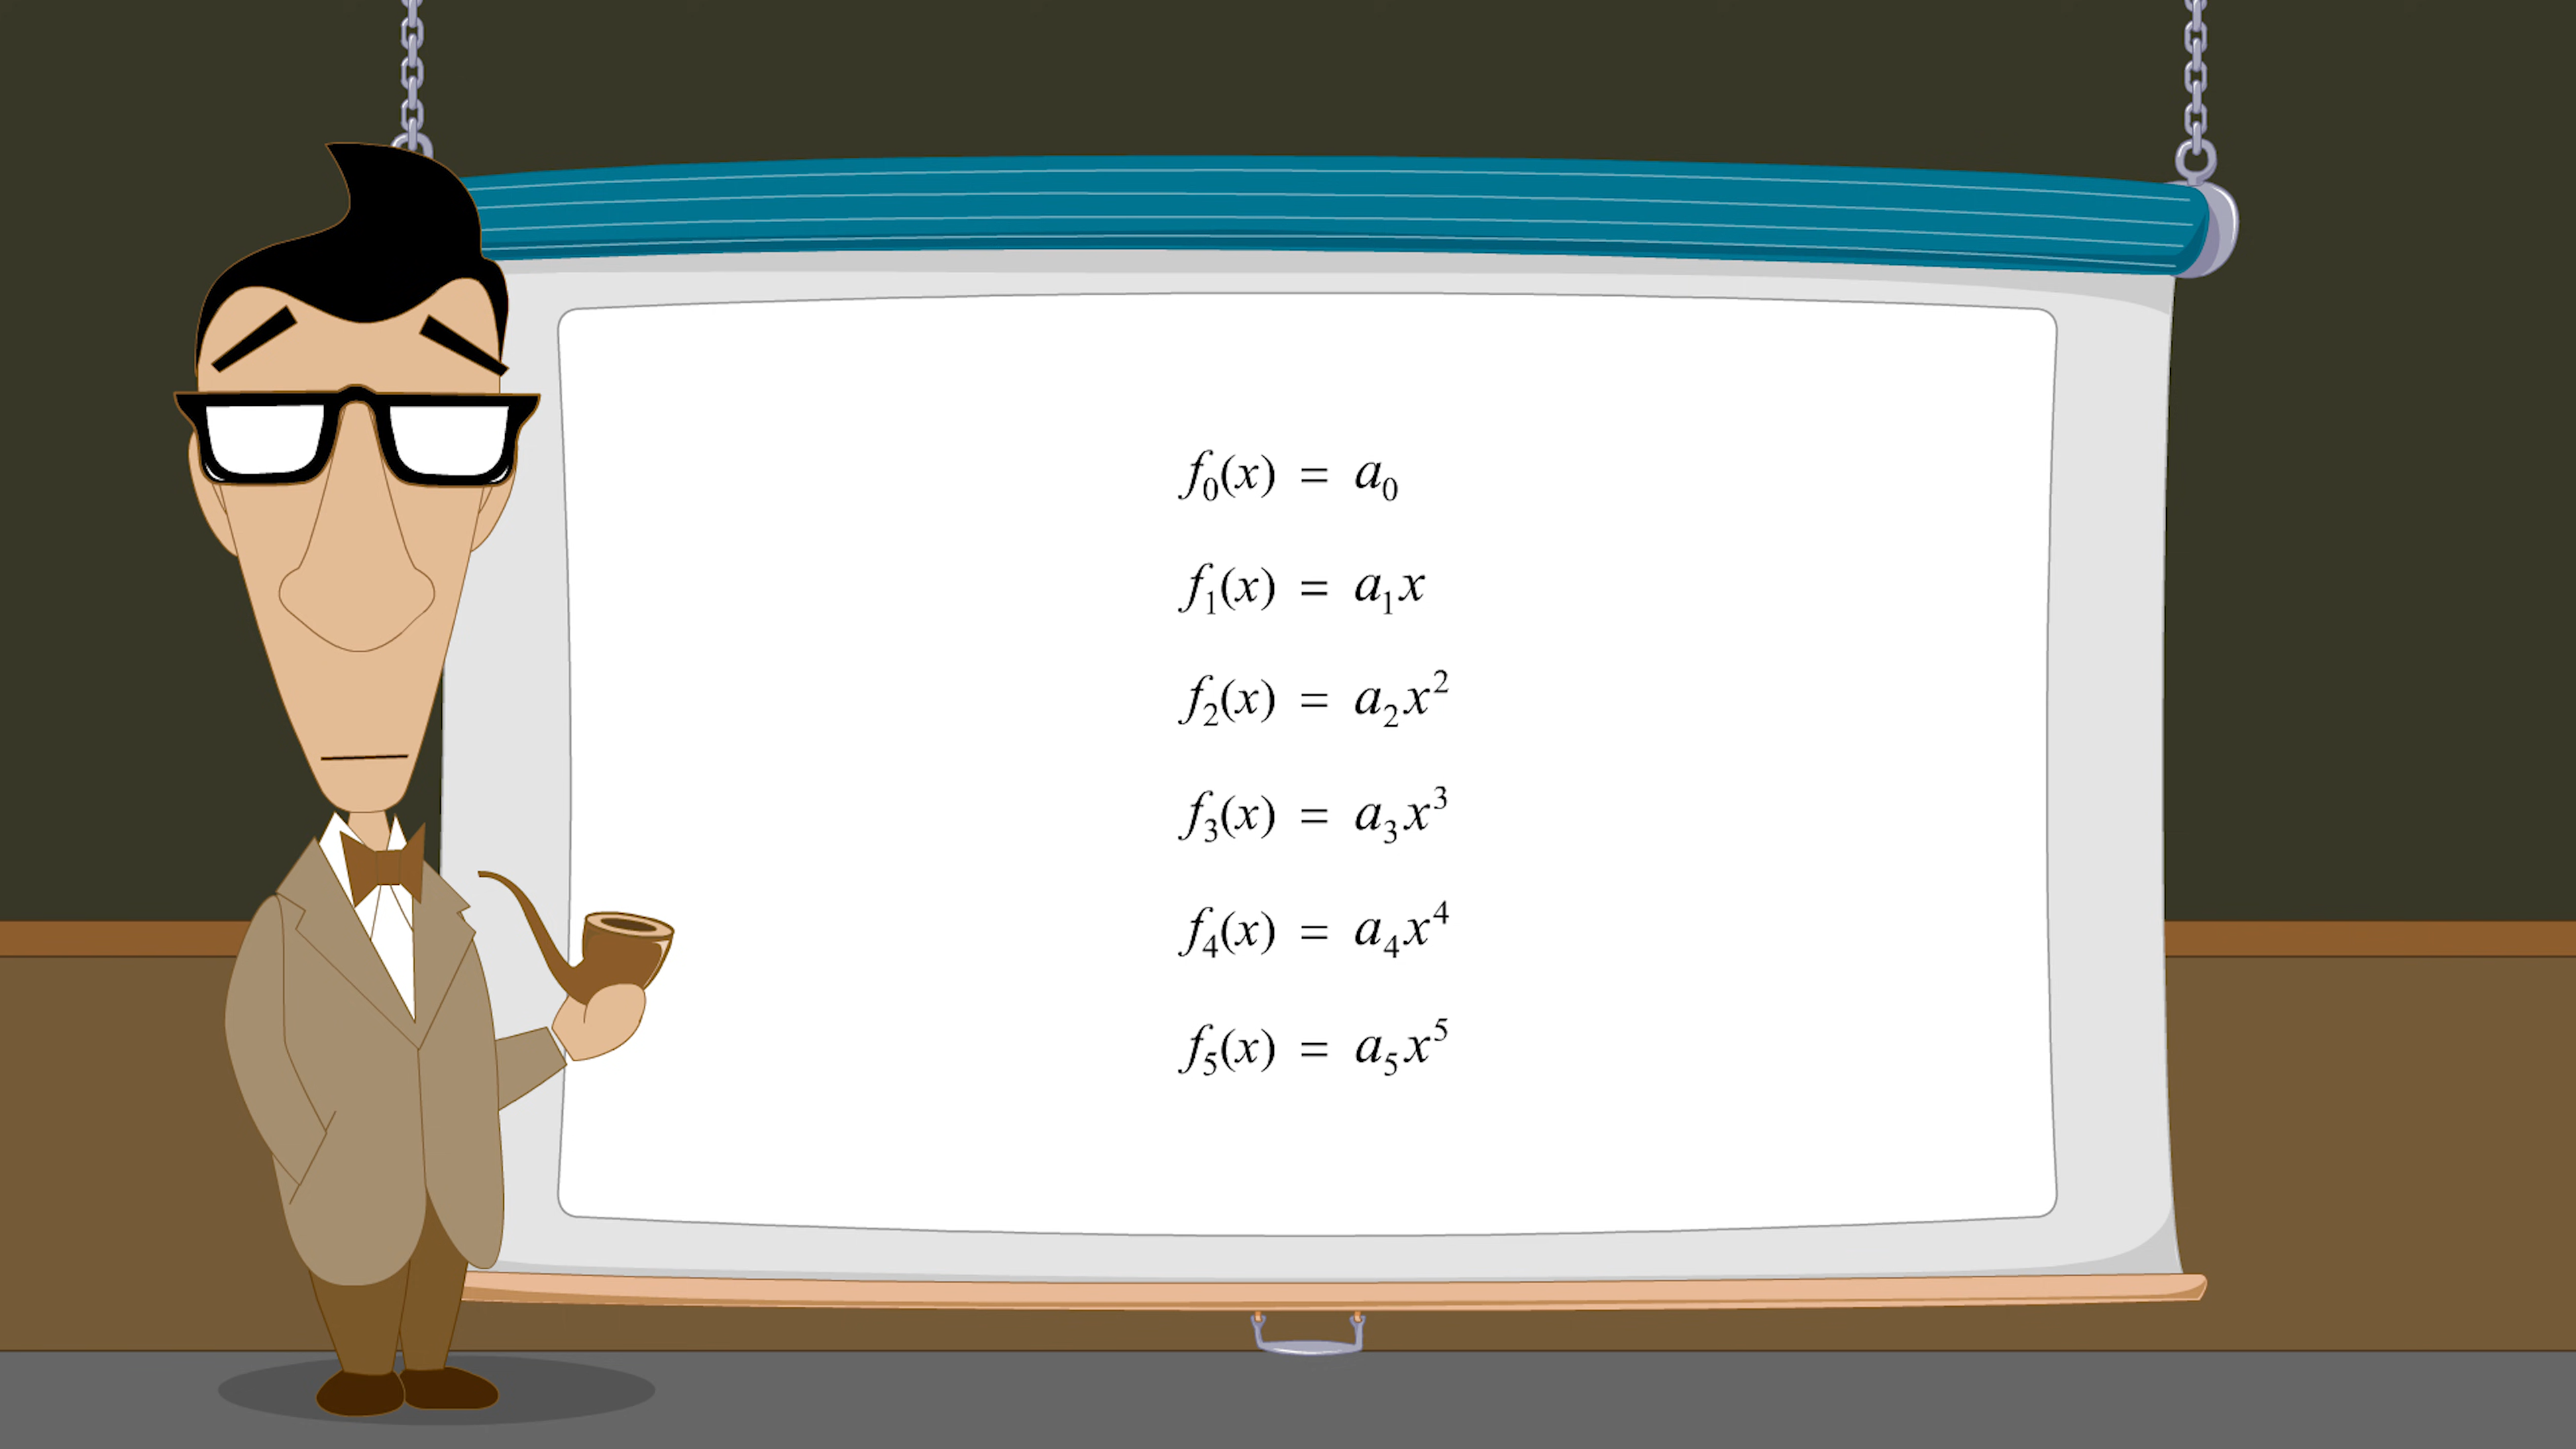 f₀(x) = a₀
f₁(x) = a₁x
f₂(x) = a₂x²
f₃(x) = a₃x³
f₄(x) = a₄x⁴
f₅(x) = a₅x⁵